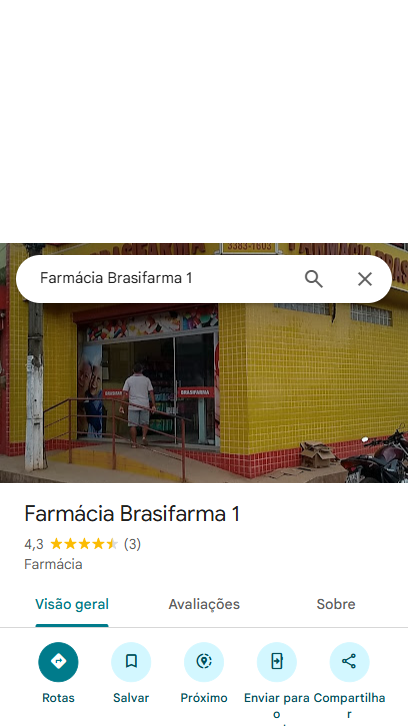 3383-1603
Farmácia Brasifarma 1
BRASIFARMA
Farmácia Brasifarma 1
4,3 (3)
Farmácia
Visão geral Avaliações Sobre
Rotas Salvar Próximo Enviar para o Compartilhar